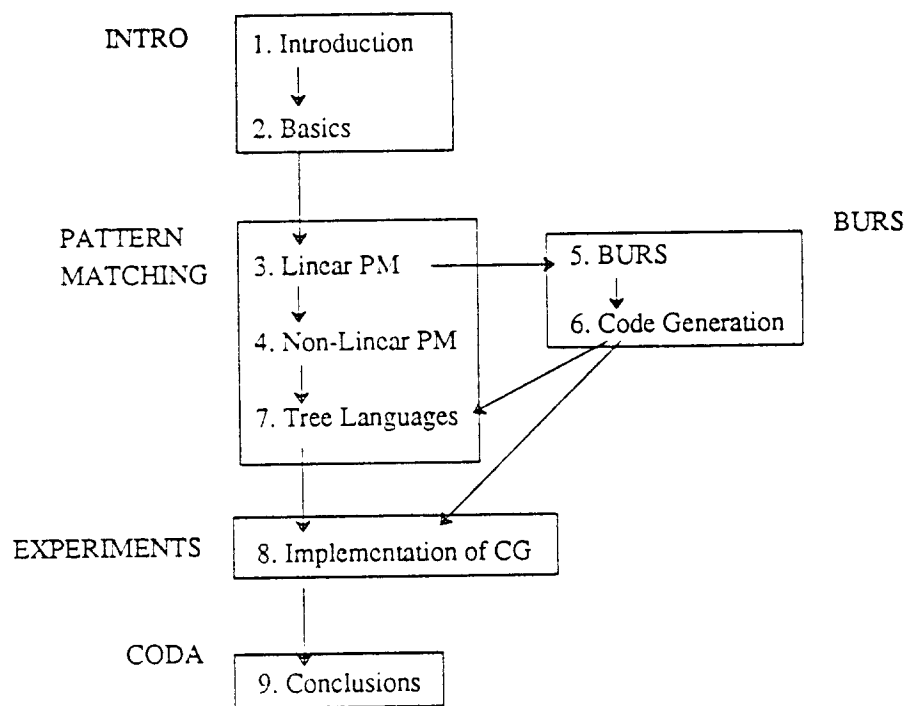 INTRO
1. Introduction
2. Basics
PATTERN
MATCHING
3. Linear PM
4. Non-Linear PM
7. Tree Languages
BURS
5. BURS
6. Code Generation
EXPERIMENTS
8. Implementation of CG
CODA
9. Conclusions